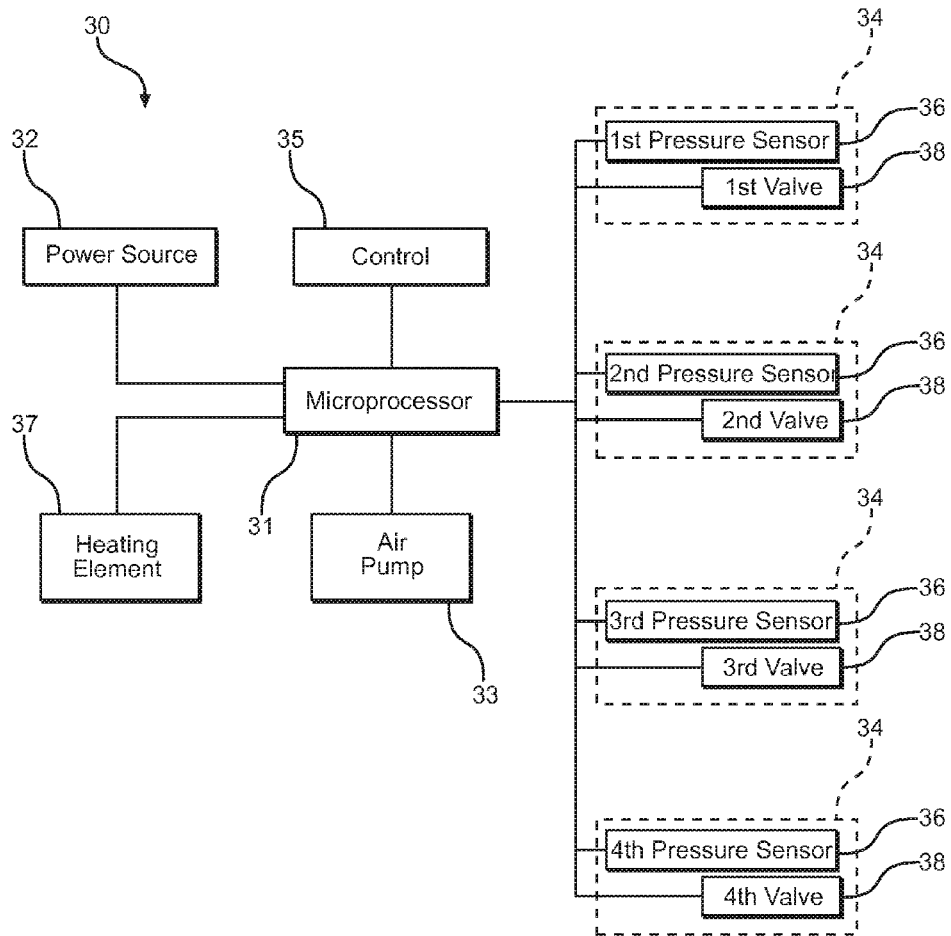 30
34
36
1st Pressure Sensor
38
1st Valve
32
35
Power Source
Control
34
36
2nd Pressure Sensor
38
2nd Valve
Microprocessor
37
31
Heating
Element
Air
Pump
33
34
36
3rd Pressure Sensor
38
3rd Valve
34
36
4th Pressure Sensor
38
4th Valve